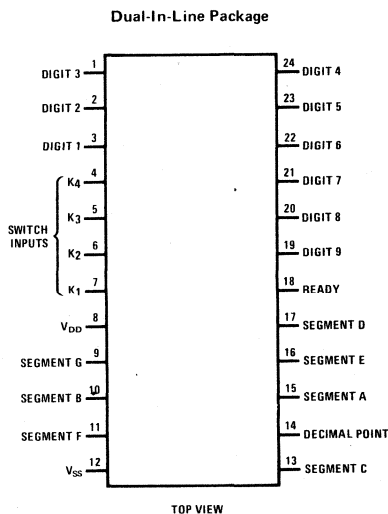 Dual-In-Line Package
DIGIT 3 1
DIGIT 2 2
DIGIT 1 3
K4 4
K3 5
K2 6
K1 7
SWITCH
INPUTS
VDD 8
SEGMENT G 9
SEGMENT B 10
SEGMENT F 11
VSS 12
24 DIGIT 4
23 DIGIT 5
22 DIGIT 6
21 DIGIT 7
20 DIGIT 8
19 DIGIT 9
18 READY
17 SEGMENT D
16 SEGMENT E
15 SEGMENT A
14 DECIMAL POINT
13 SEGMENT C
TOP VIEW